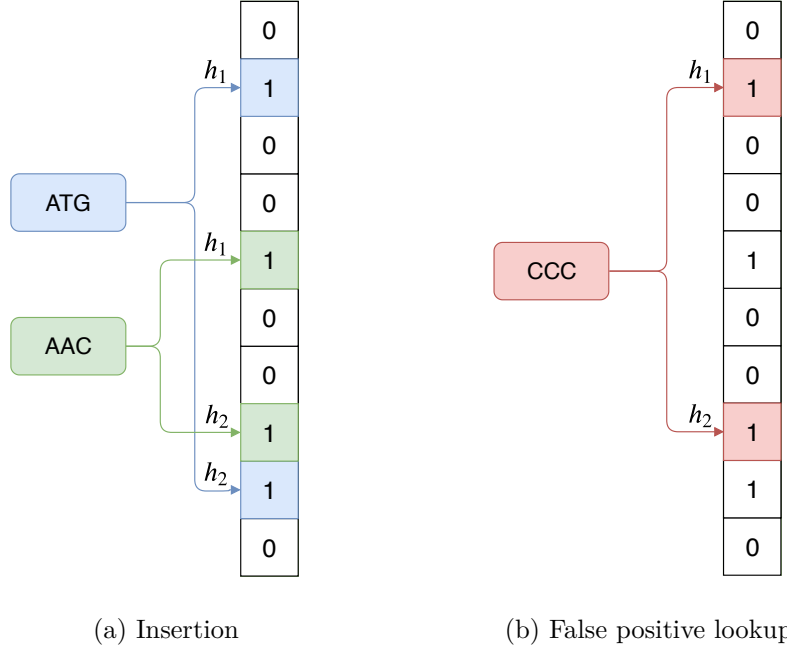 0 0
h₁ 1 h₁ 1
0 0
ATG 0 0
h₁ 1 CCC 1
AAC 0 0
0 0
h₂ 1 h₂ 1
h₂ 1 1
0 0
(a) Insertion (b) False positive lookup